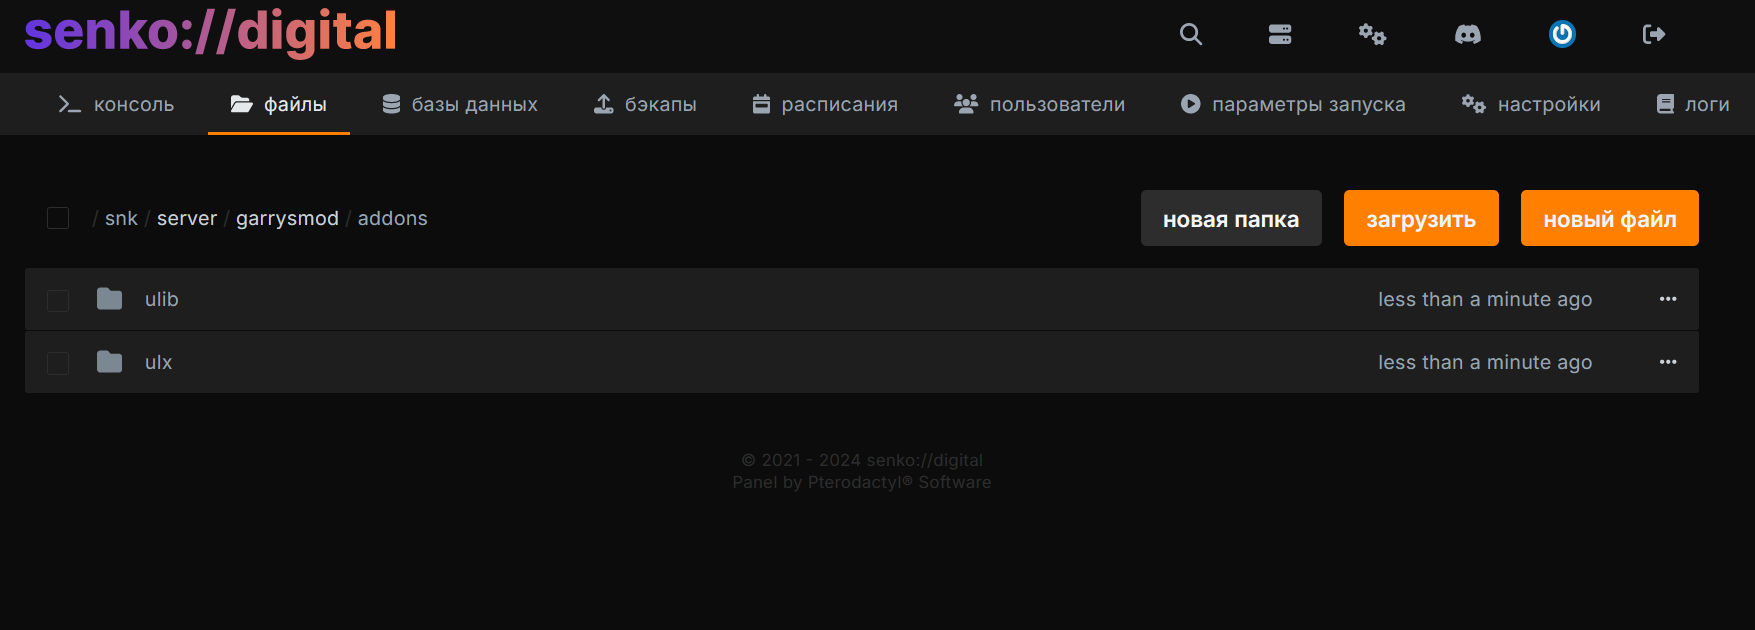 senko://digital
консоль файлы базы данных бэкапы расписания пользователи параметры запуска настройки логи
/ snk / server / garrysmod / addons новая папка загрузить новый файл
ulib less than a minute ago
ulx less than a minute ago
© 2021 - 2024 senko://digital
Panel by Pterodactyl® Software